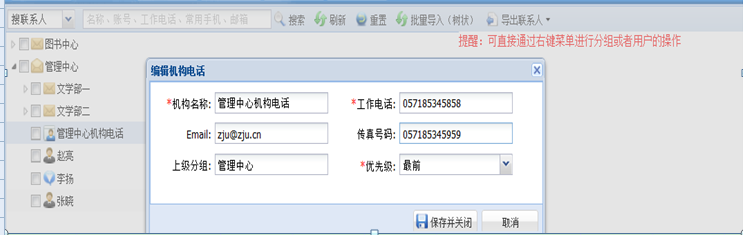 搜联系人 名称、账号、工作电话、常用手机、邮箱 搜索 刷新 重置 批量导入（树状） 导出联系人
提醒：可直接通过右键菜单进行分组或者用户的操作
图书中心
管理中心
文学部一
文学部二
管理中心机构电话
赵亮
李扬
张晓
编辑机构电话
*机构名称: 管理中心机构电话 *工作电话: 057185345858
Email: zju@zju.cn 传真号码: 057185345959
上级分组: 管理中心 *优先级: 最前
保存并关闭 取消